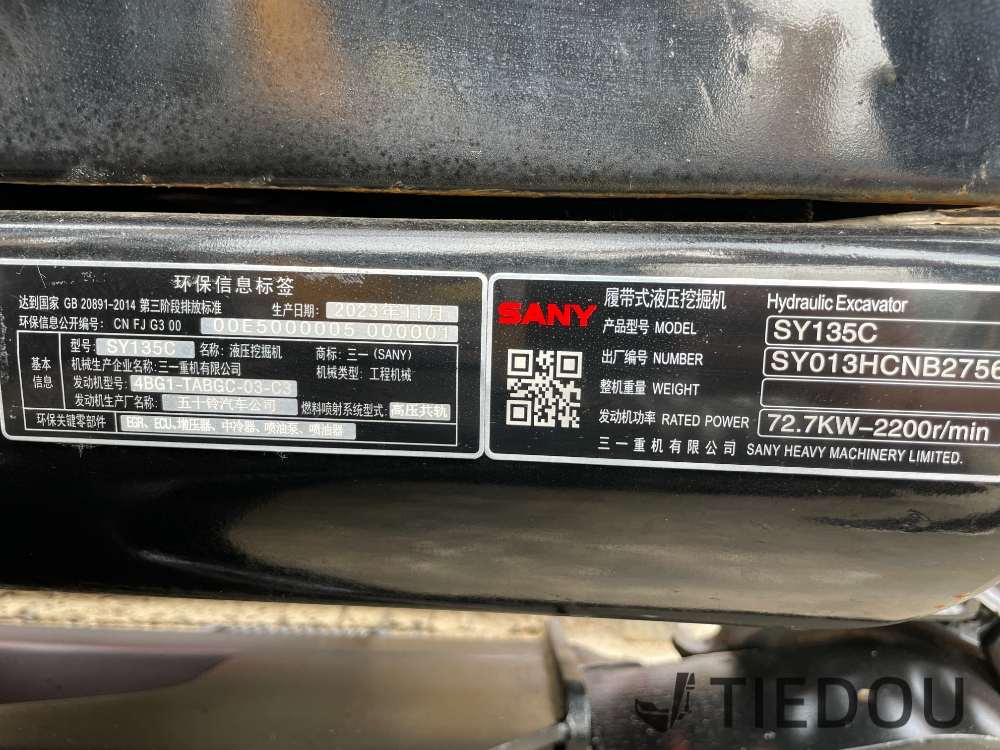 环保信息标签
达到国家 GB 20891-2014 第三阶段排放标准 生产日期: 2023年11月
环保信息公开编号: CN FJ G3 00 00E5000005 000001
基本信息
型号: SY135C 名称: 液压挖掘机 商标: 三一 (SANY)
机械生产企业名称: 三一重机有限公司 机械类型: 工程机械
发动机型号: 4BG1-TABGC-03-C3
发动机生产厂名称: 五十铃汽车公司 燃料喷射系统型式: 高压共轨
环保关键零部件 EGR、ECU、增压器、中冷器、喷油泵、喷油器
SANY 履带式液压挖掘机 Hydraulic Excavator
产品型号 MODEL SY135C
出厂编号 NUMBER SY013HCNB2756
整机重量 WEIGHT
发动机功率 RATED POWER 72.7KW-2200r/min
三一重机有限公司 SANY HEAVY MACHINERY LIMITED.
TIEDOU